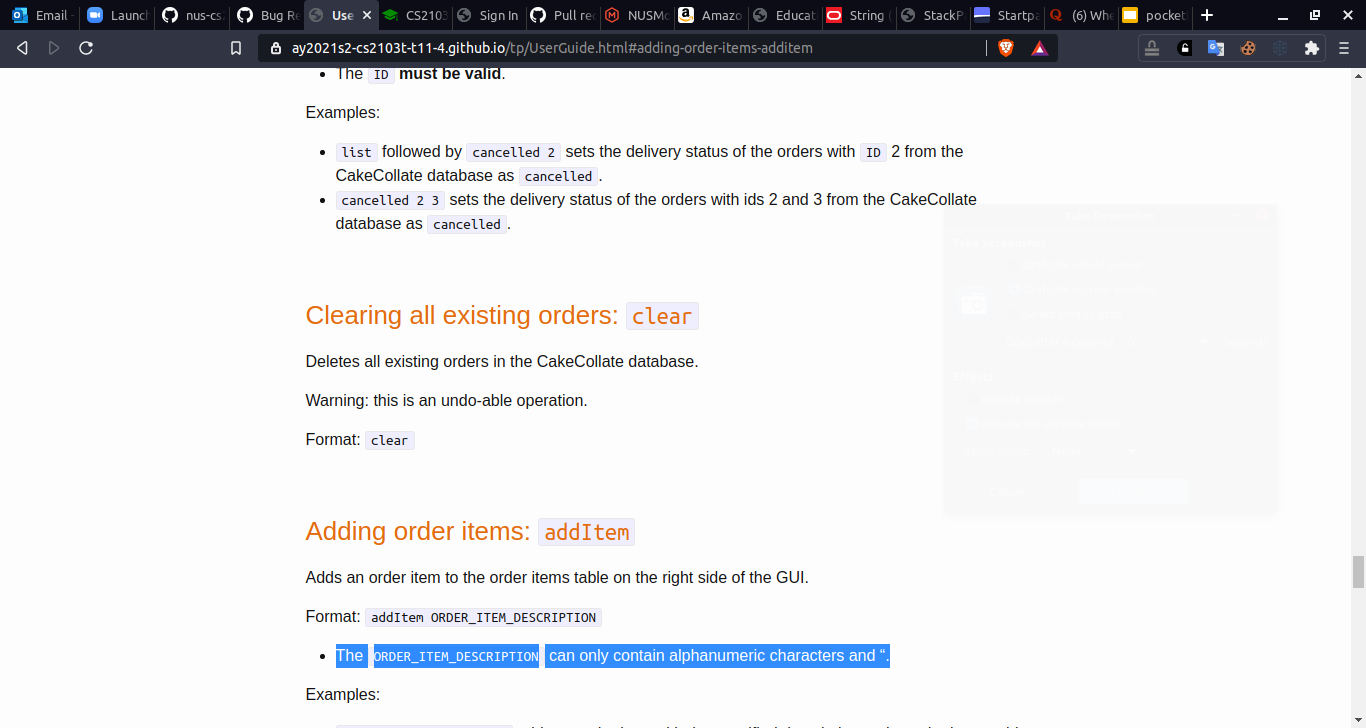 Email
Launch
nus-cs
Bug Re
Use
CS2103
Sign In
Pull rec
NUSMo
Amazo
Educat
String (
StackP
Startpa
(6) Whe
pocket
ay2021s2-cs2103t-t11-4.github.io/tp/UserGuide.html#adding-order-items-additem
The ID must be valid.
Examples:
list followed by cancelled 2 sets the delivery status of the orders with ID 2 from the
CakeCollate database as cancelled.
cancelled 2 3 sets the delivery status of the orders with ids 2 and 3 from the CakeCollate
database as cancelled.
Clearing all existing orders: clear
Deletes all existing orders in the CakeCollate database.
Warning: this is an undo-able operation.
Format: clear
Adding order items: addItem
Adds an order item to the order items table on the right side of the GUI.
Format: addItem ORDER_ITEM_DESCRIPTION
The ORDER_ITEM_DESCRIPTION can only contain alphanumeric characters and “.
Examples: